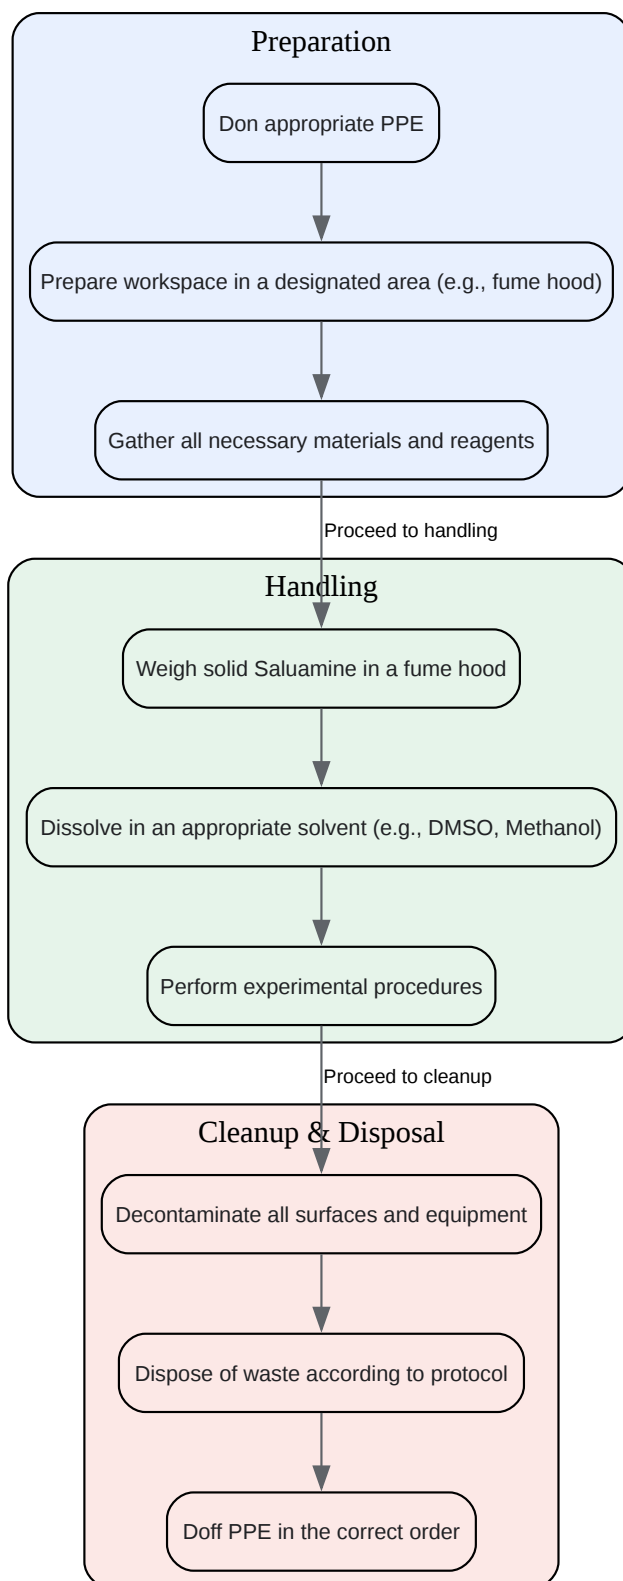 Preparation
Don appropriate PPE
Prepare workspace in a designated area (e.g., fume hood)
Gather all necessary materials and reagents
Proceed to handling
Handling
Weigh solid Saluamine in a fume hood
Dissolve in an appropriate solvent (e.g., DMSO, Methanol)
Perform experimental procedures
Proceed to cleanup
Cleanup & Disposal
Decontaminate all surfaces and equipment
Dispose of waste according to protocol
Doff PPE in the correct order